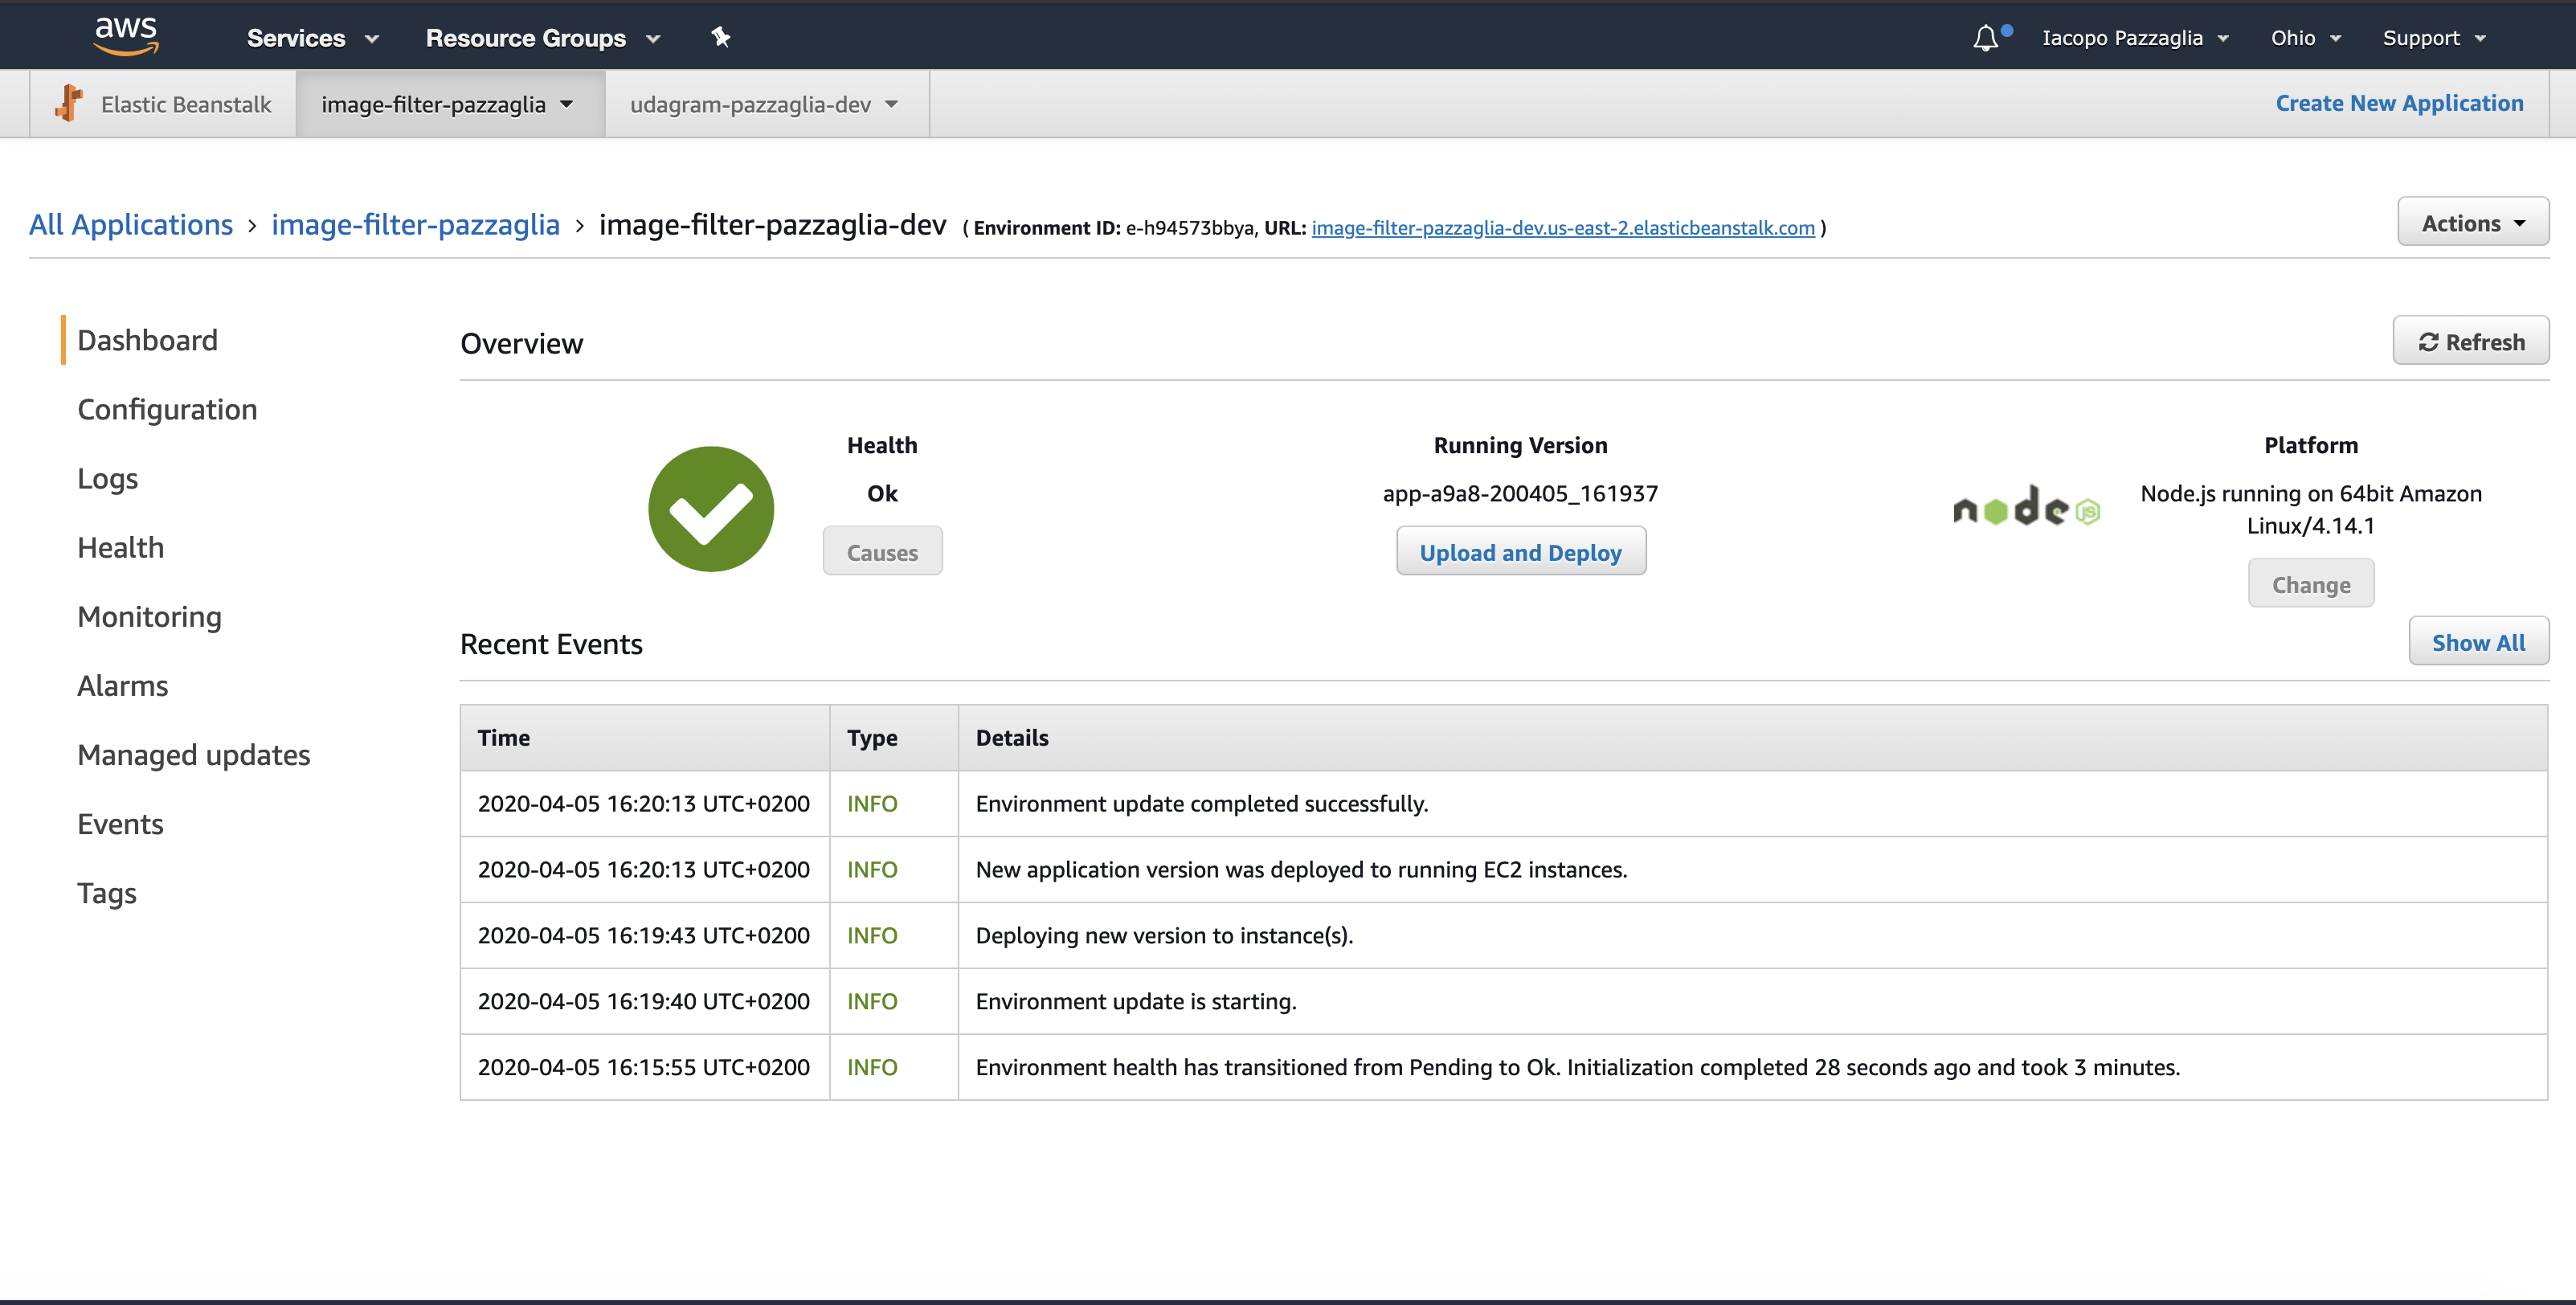 aws Services Resource Groups Iacopo Pazzaglia Ohio Support
Elastic Beanstalk image-filter-pazzaglia udagram-pazzaglia-dev Create New Application
All Applications > image-filter-pazzaglia > image-filter-pazzaglia-dev ( Environment ID: e-h94573bbya, URL: image-filter-pazzaglia-dev.us-east-2.elasticbeanstalk.com ) Actions
Dashboard
Configuration
Logs
Health
Monitoring
Alarms
Managed updates
Events
Tags
Overview Refresh
Health
Ok
Causes
Running Version
app-a9a8-200405_161937
Upload and Deploy
node JS
Platform
Node.js running on 64bit Amazon
Linux/4.14.1
Change
Recent Events Show All
Time Type Details
2020-04-05 16:20:13 UTC+0200 INFO Environment update completed successfully.
2020-04-05 16:20:13 UTC+0200 INFO New application version was deployed to running EC2 instances.
2020-04-05 16:19:43 UTC+0200 INFO Deploying new version to instance(s).
2020-04-05 16:19:40 UTC+0200 INFO Environment update is starting.
2020-04-05 16:15:55 UTC+0200 INFO Environment health has transitioned from Pending to Ok. Initialization completed 28 seconds ago and took 3 minutes.